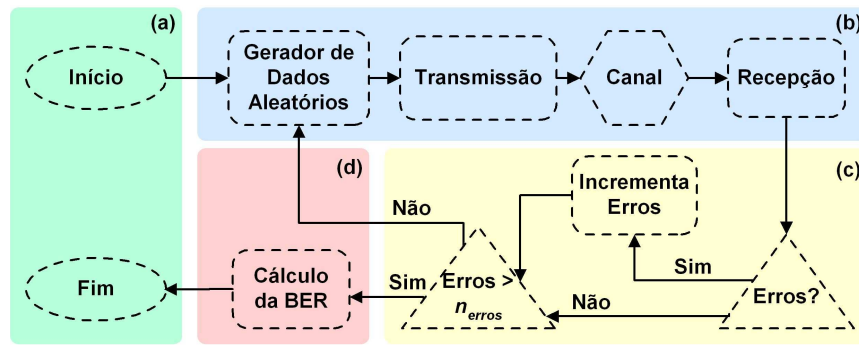 (a)
Início
(b)
Gerador de
Dados
Aleatórios
Transmissão
Canal
Recepção
(c)
Incrementa
Erros
Erros?
Sim
Não
Erros >
nerros
Não
Sim
(d)
Cálculo
da BER
Fim